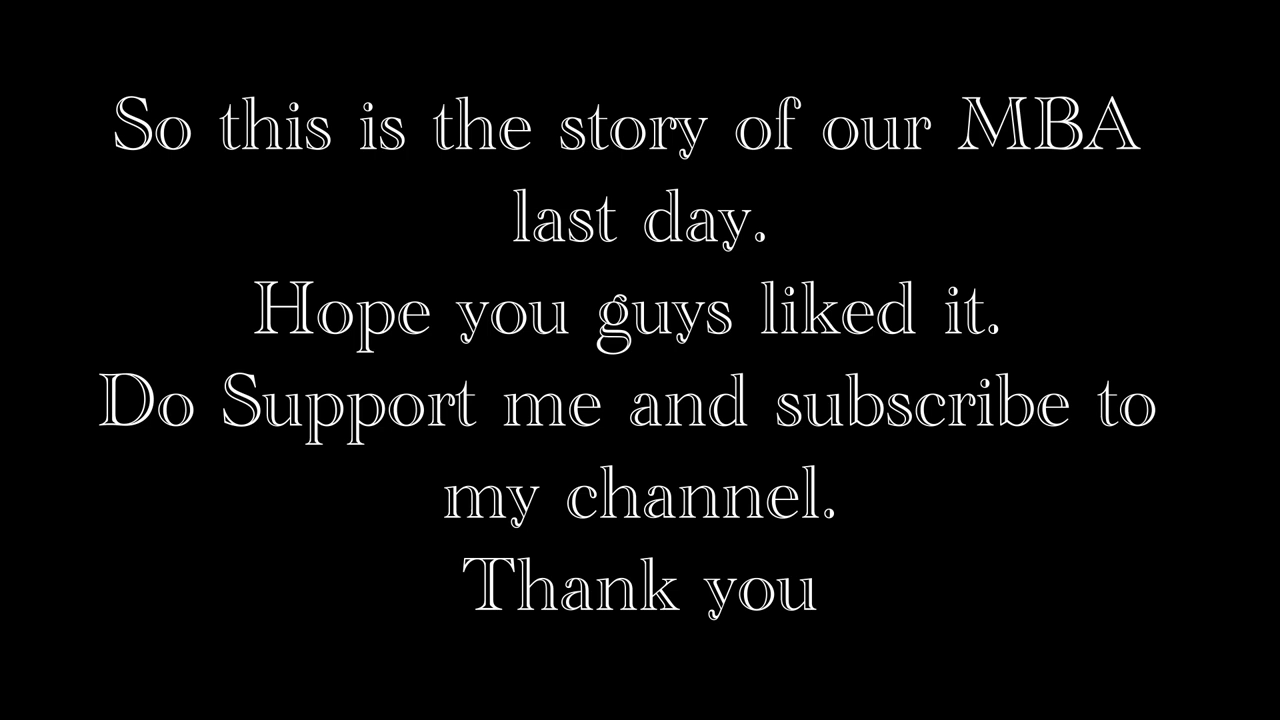 So this is the story of our MBA
last day.
Hope you guys liked it.
Do Support me and subscribe to
my channel.
Thank you